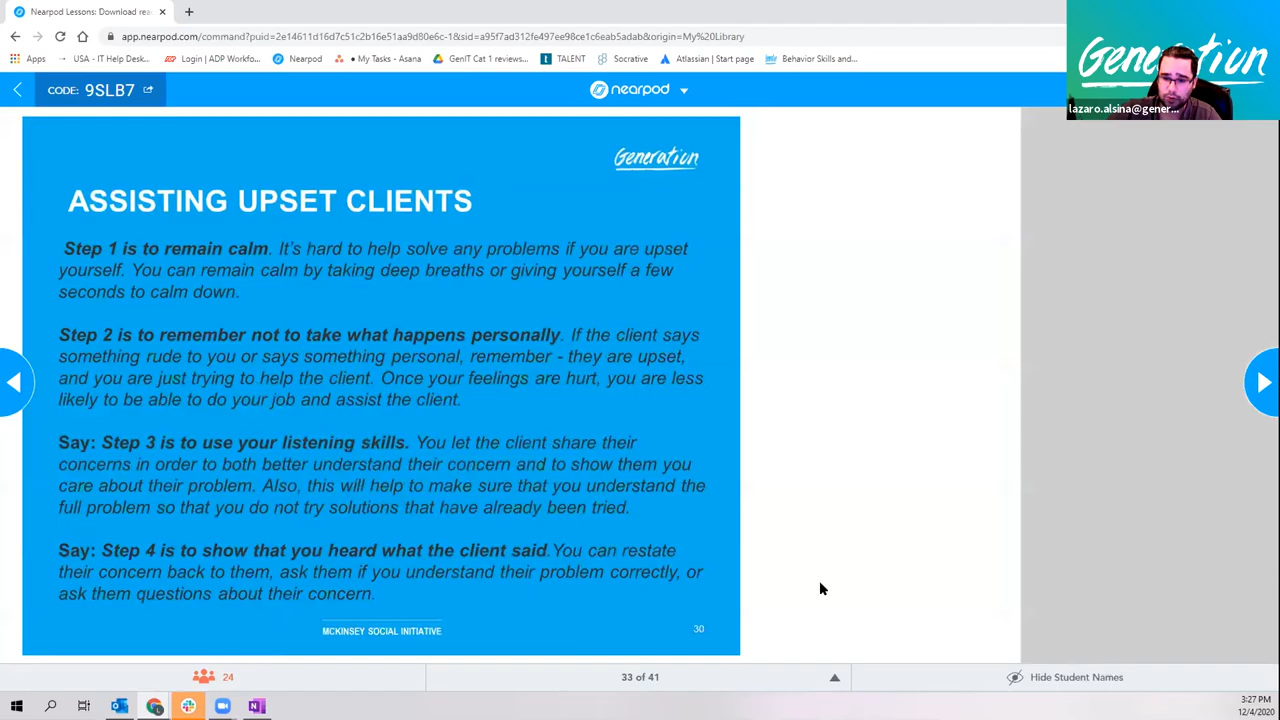 Nearpod Lessons: Download rea
app.nearpod.com/command?puid=2e14611d16d7c51c2b16e51aa9d80e6c-1&sid=a95f7ad312fe497ee98ce1c6eab5adab&origin=My%20Library
Apps
USA - IT Help Desk...
Login | ADP Workfo...
Nearpod
• My Tasks - Asana
GenIT Cat 1 reviews...
TALENT
Socrative
Atlassian | Start page
Behavior Skills and...
Generation
lazaro.alsina@gener...
CODE: 9SLB7
nearpod
Generation
ASSISTING UPSET CLIENTS
Step 1 is to remain calm. It's hard to help solve any problems if you are upset
yourself. You can remain calm by taking deep breaths or giving yourself a few
seconds to calm down.
Step 2 is to remember not to take what happens personally. If the client says
something rude to you or says something personal, remember - they are upset,
and you are just trying to help the client. Once your feelings are hurt, you are less
likely to be able to do your job and assist the client.
Say: Step 3 is to use your listening skills. You let the client share their
concerns in order to both better understand their concern and to show them you
care about their problem. Also, this will help to make sure that you understand the
full problem so that you do not try solutions that have already been tried.
Say: Step 4 is to show that you heard what the client said.You can restate
their concern back to them, ask them if you understand their problem correctly, or
ask them questions about their concern.
MCKINSEY SOCIAL INITIATIVE
30
24
33 of 41
Hide Student Names
3:27 PM
12/4/2020